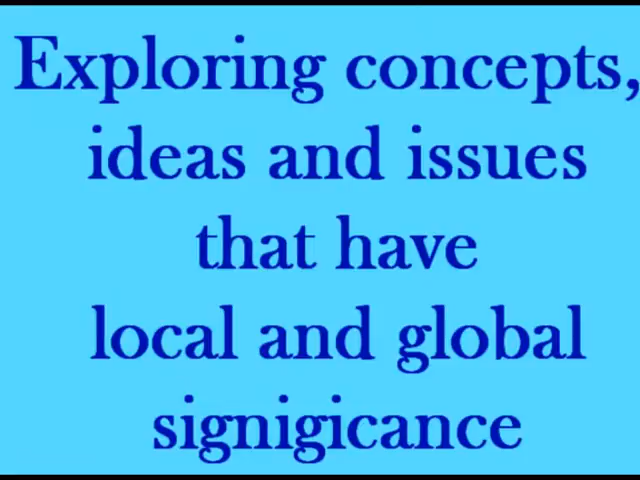 Exploring concepts,
ideas and issues
that have
local and global
signigicance